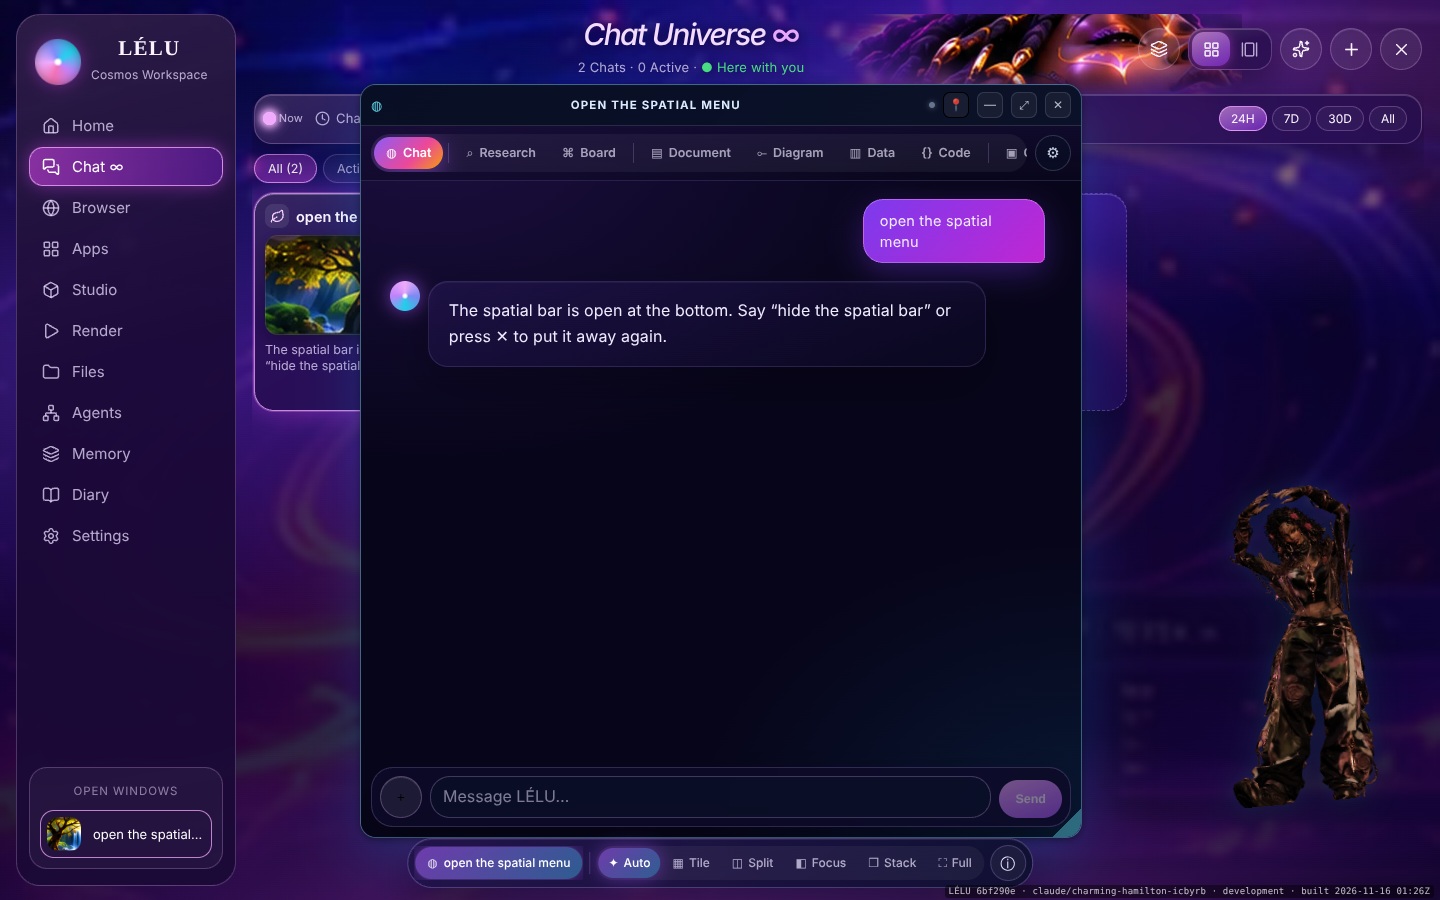 LÉLU
Cosmos Workspace
Home
Chat ∞
Browser
Apps
Studio
Render
Files
Agents
Memory
Diary
Settings
OPEN WINDOWS
open the spatial...
Chat Universe ∞
2 Chats · 0 Active · Here with you
Now
Cha
24H 7D 30D All
All (2) Acti
open the
The spatial bar i
“hide the spatial
OPEN THE SPATIAL MENU
Chat Research Board Document Diagram Data {} Code
open the spatial
menu
The spatial bar is open at the bottom. Say “hide the spatial bar” or
press ✕ to put it away again.
Message LÉLU...
Send
open the spatial menu Auto Tile Split Focus Stack Full
LÉLU 6bf290e · claude/charming-hamilton-icbyrb · development · built 2026-11-16 01:26Z